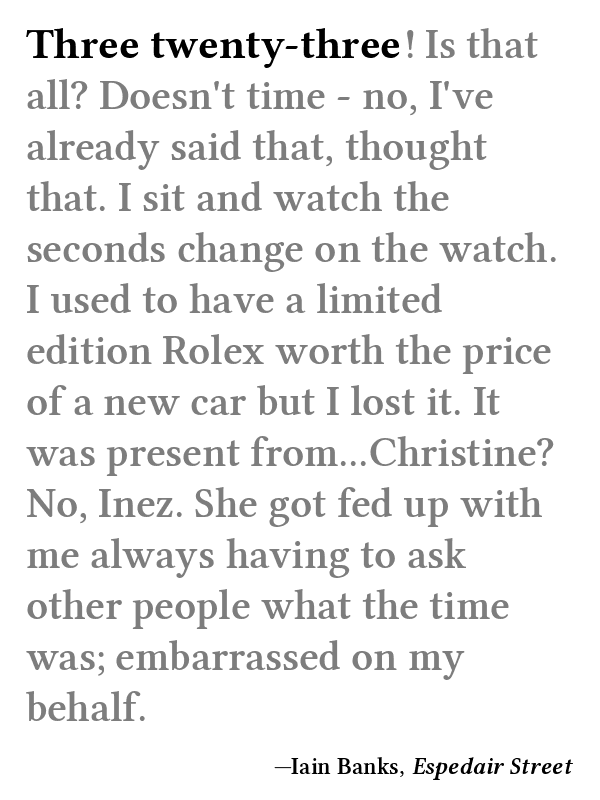 Three twenty-three! Is that
all? Doesn't time - no, I've
already said that, thought
that. I sit and watch the
seconds change on the watch.
I used to have a limited
edition Rolex worth the price
of a new car but I lost it. It
was present from...Christine?
No, Inez. She got fed up with
me always having to ask
other people what the time
was; embarrassed on my
behalf.
—Iain Banks, Espedair Street